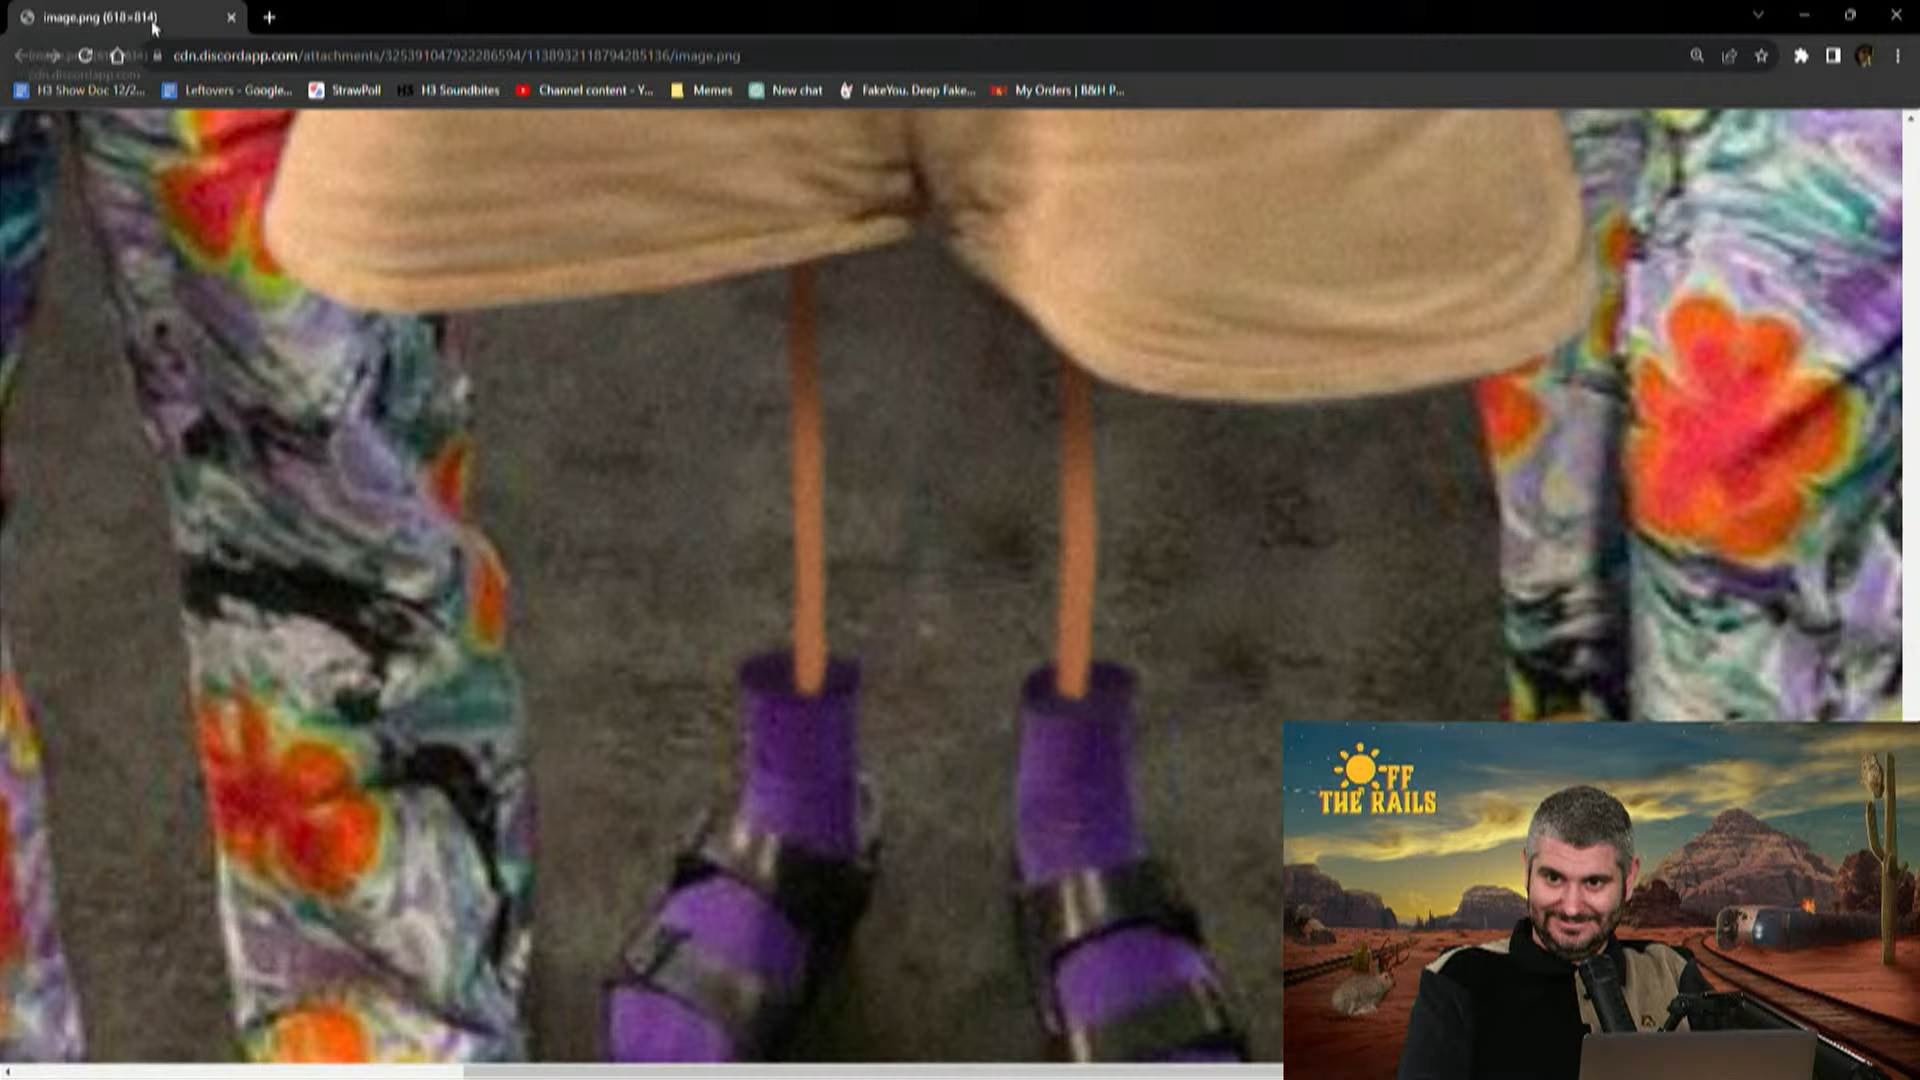 image.png (618×814)
cdn.discordapp.com/attachments/325391047922286594/1138932118794285136/image.png
H3 Show Doc 12/2...
Leftovers - Google...
StrawPoll
H3 H3 Soundbites
Channel content - Y...
Memes
New chat
FakeYou. Deep Fake...
My Orders | B&H P...
OFF
THE RAILS